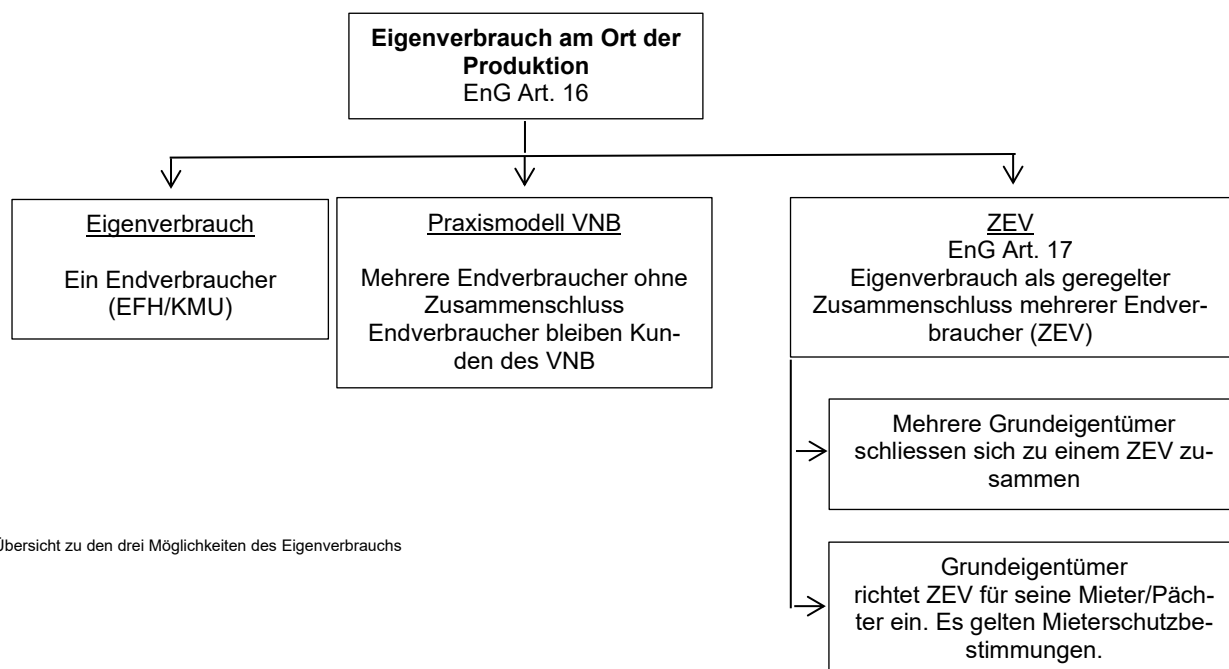 Eigenverbrauch am Ort der
Produktion
EnG Art. 16
Eigenverbrauch
Ein Endverbraucher
(EFH/KMU)
Praxismodell VNB
Mehrere Endverbraucher ohne
Zusammenschluss
Endverbraucher bleiben Kun-
den des VNB
ZEV
EnG Art. 17
Eigenverbrauch als geregelter
Zusammenschluss mehrerer Endver-
braucher (ZEV)
Mehrere Grundeigentümer
schliessen sich zu einem ZEV zu-
sammen
Grundeigentümer
richtet ZEV für seine Mieter/Päch-
ter ein. Es gelten Mieterschutzbe-
stimmungen.
Übersicht zu den drei Möglichkeiten des Eigenverbrauchs